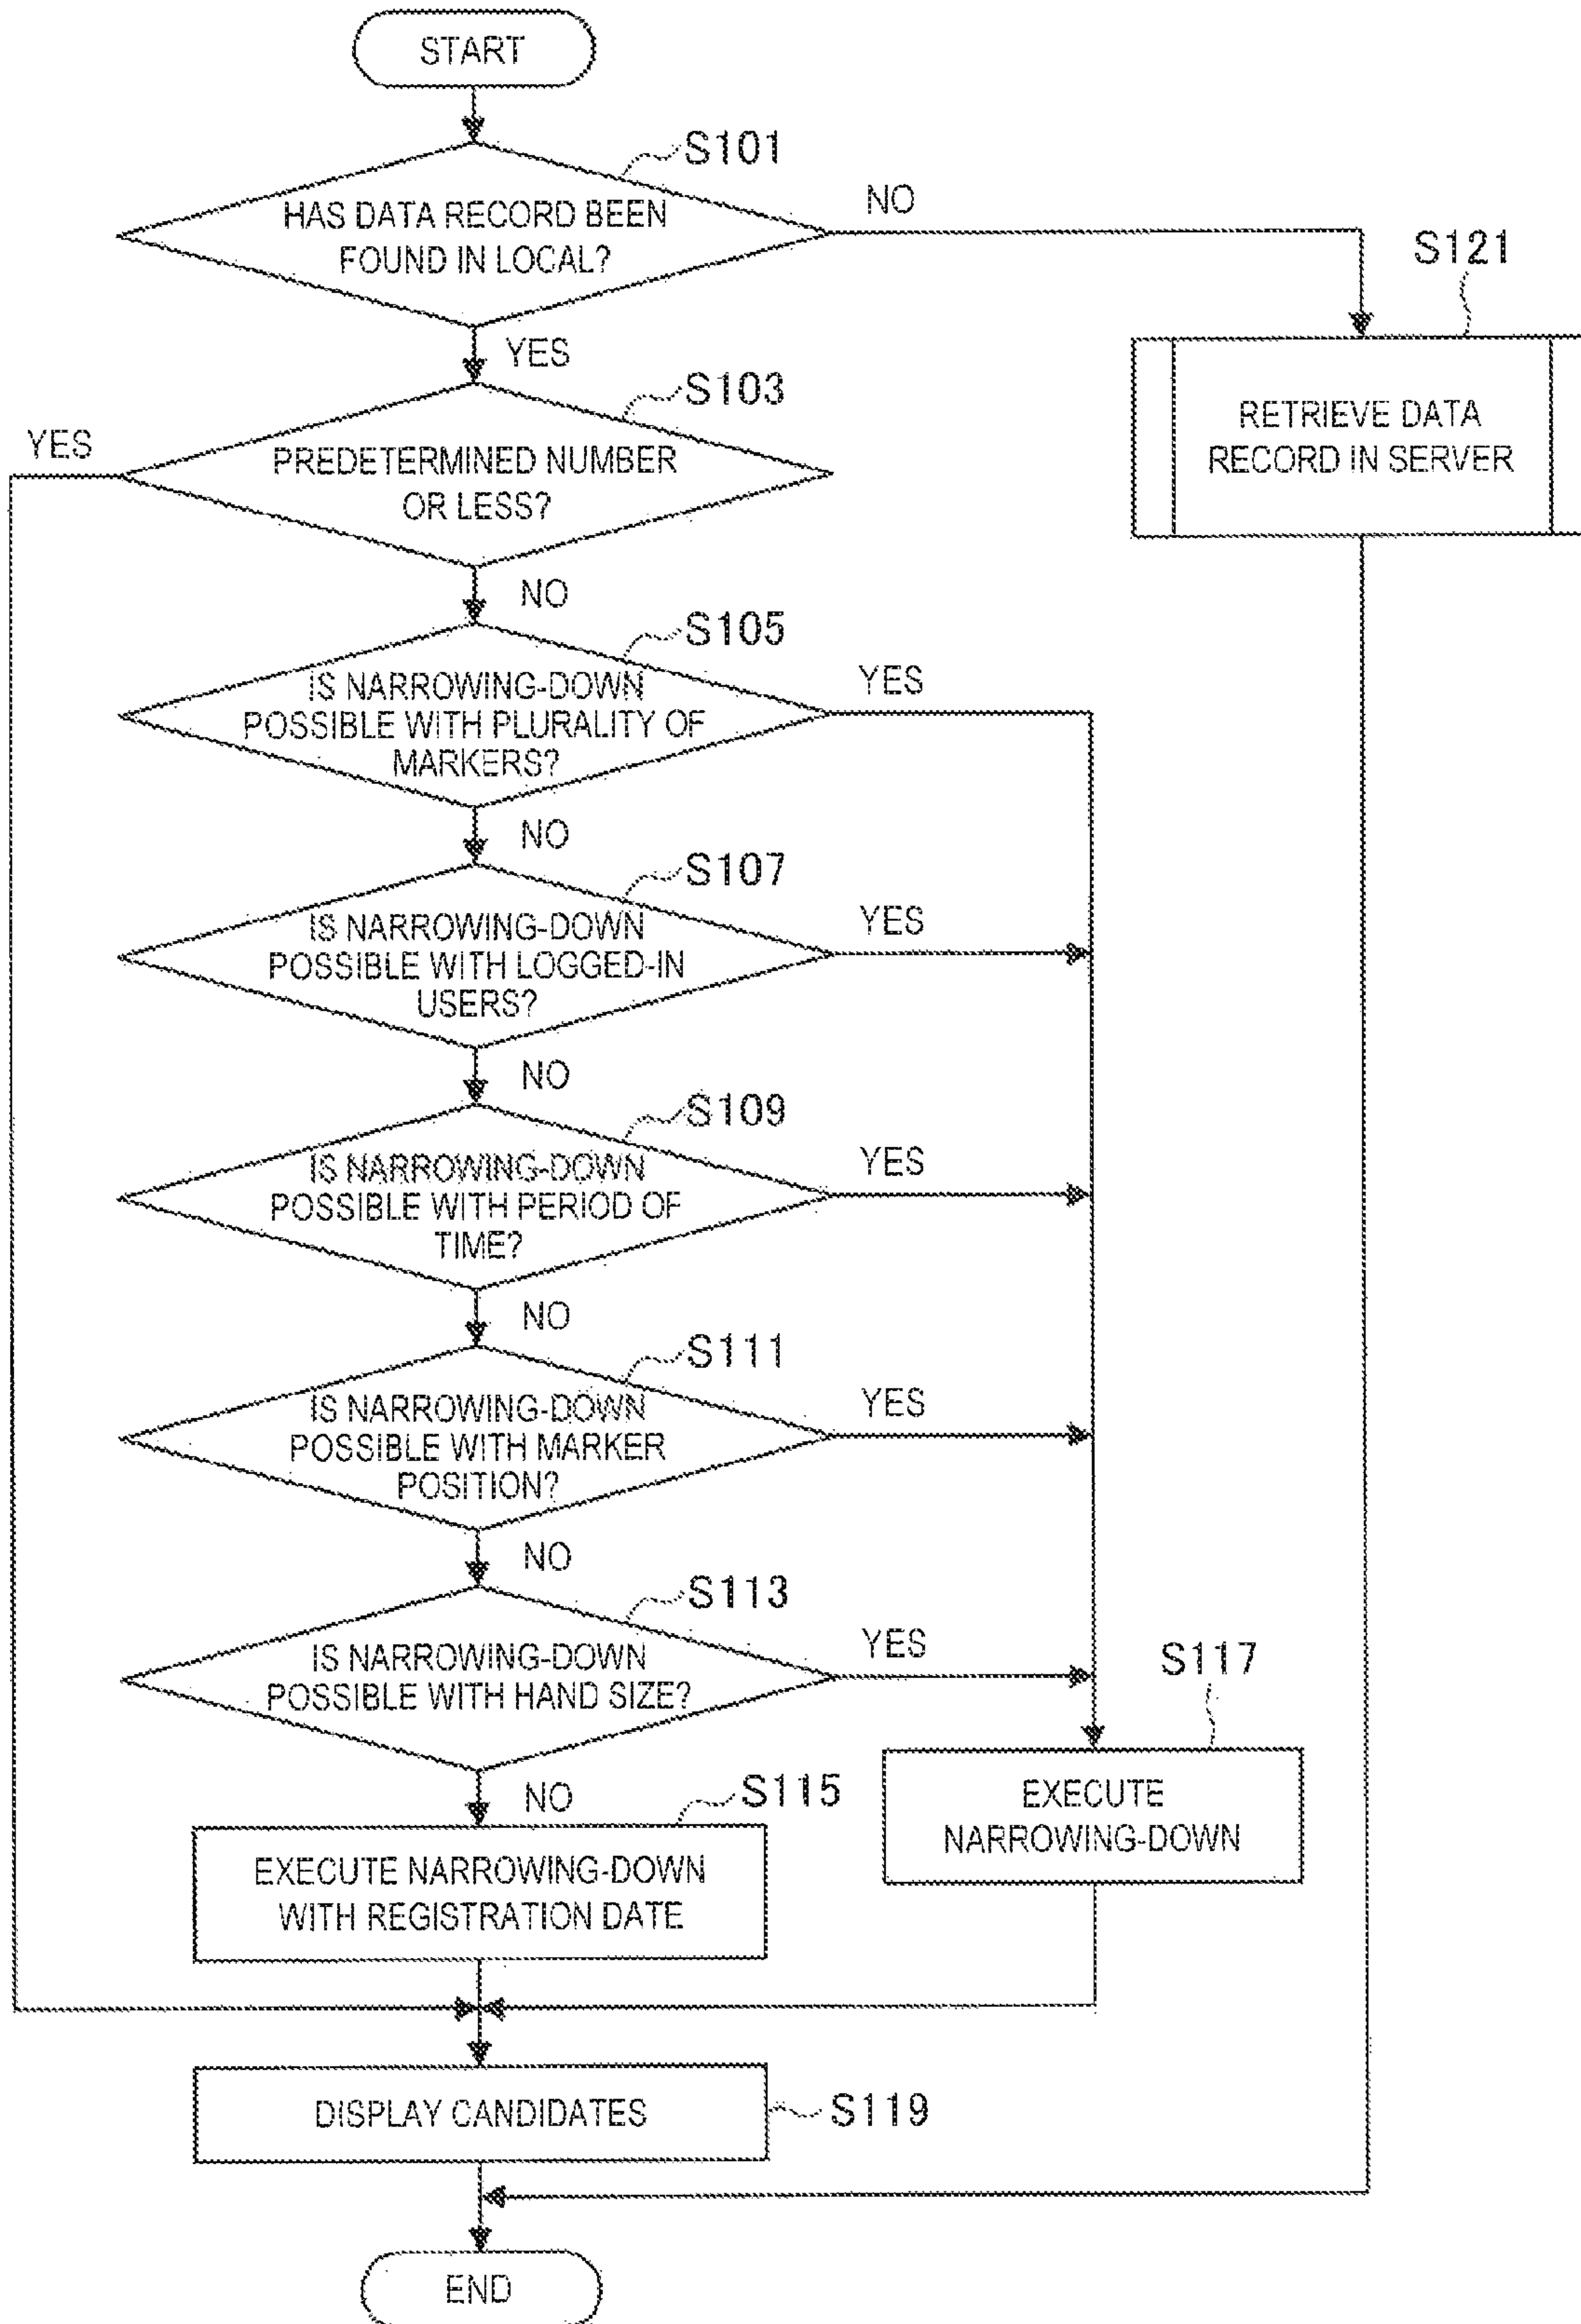 START
S101
HAS DATA RECORD BEEN
FOUND IN LOCAL?
NO
YES
S121
RETRIEVE DATA
RECORD IN SERVER
S103
YES
PREDETERMINED NUMBER
OR LESS?
NO
S105
IS NARROWING-DOWN
POSSIBLE WITH PLURALITY OF
MARKERS?
YES
NO
S107
IS NARROWING-DOWN
POSSIBLE WITH LOGGED-IN
USERS?
YES
NO
S109
IS NARROWING-DOWN
POSSIBLE WITH PERIOD OF
TIME?
YES
NO
S111
IS NARROWING-DOWN
POSSIBLE WITH MARKER
POSITION?
YES
NO
S113
IS NARROWING-DOWN
POSSIBLE WITH HAND SIZE?
YES
NO
S117
EXECUTE
NARROWING-DOWN
S115
EXECUTE NARROWING-DOWN
WITH REGISTRATION DATE
DISPLAY CANDIDATES
S119
END